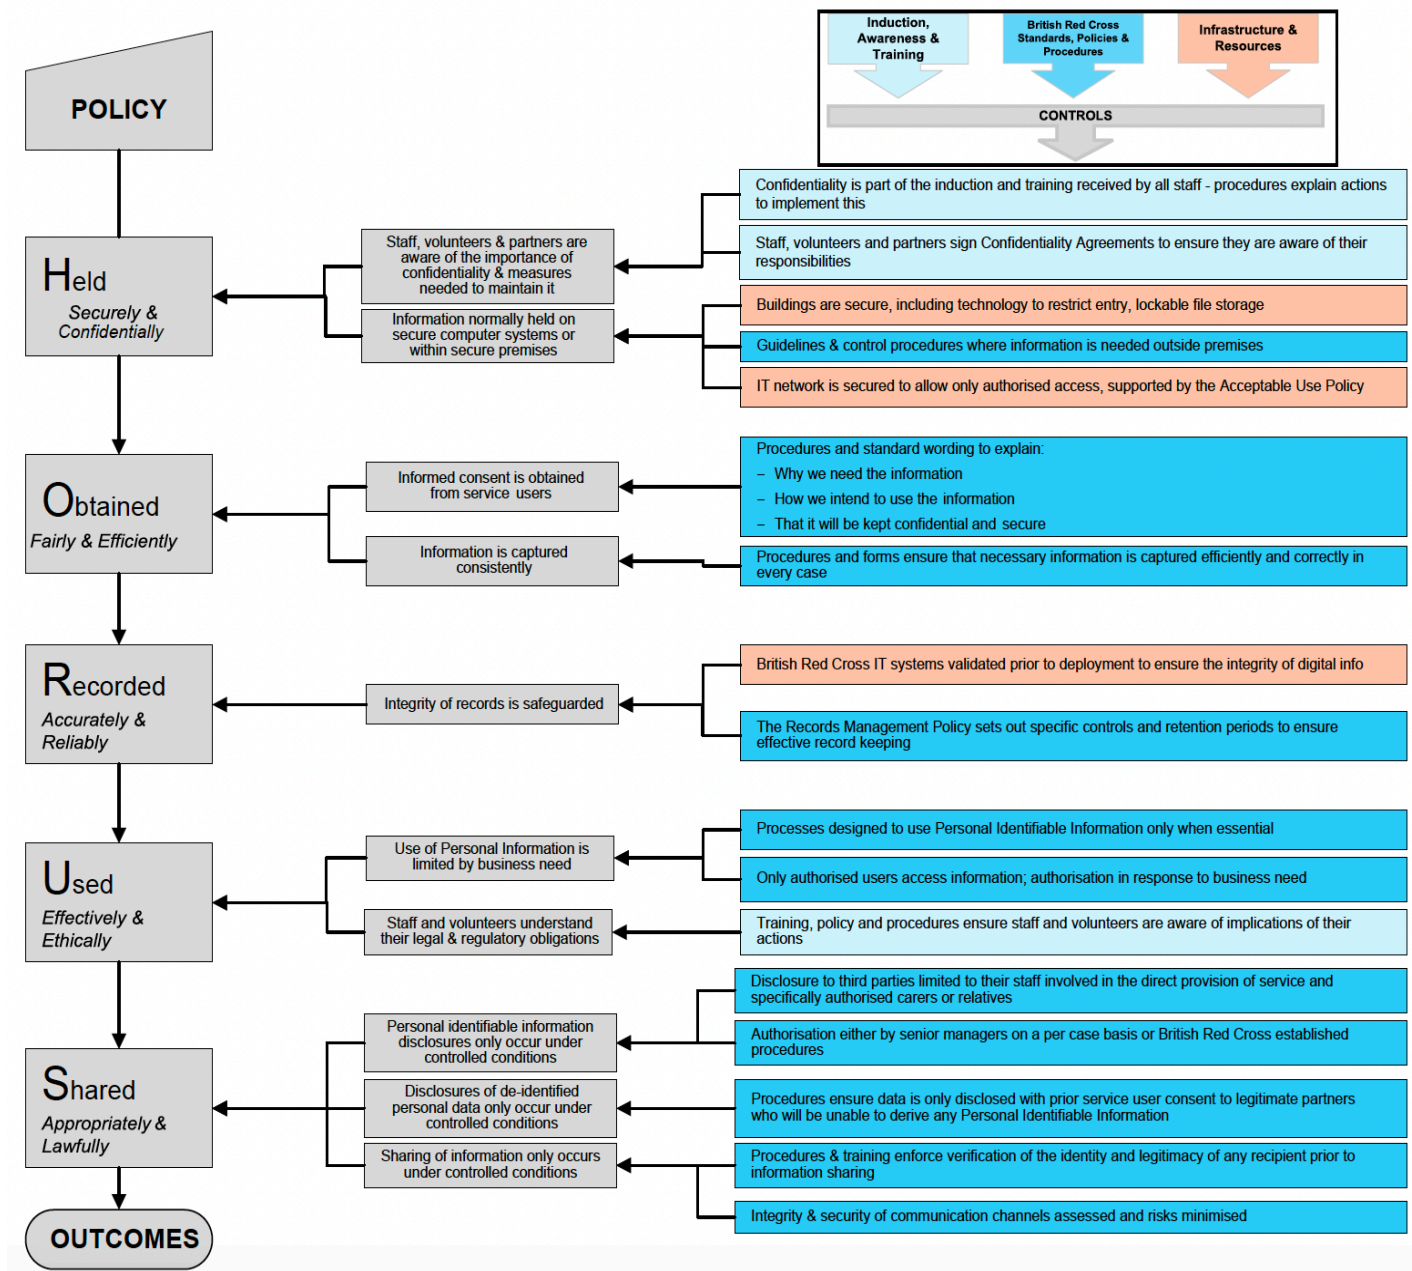 Induction,
Awareness &
Training
British Red Cross
Standards, Policies &
Procedures
Infrastructure &
Resources
CONTROLS
POLICY
Held
Securely &
Confidentially
Staff, volunteers & partners are
aware of the importance of
confidentiality & measures
needed to maintain it
Information normally held on
secure computer systems or
within secure premises
Confidentiality is part of the induction and training received by all staff - procedures explain actions
to implement this
Staff, volunteers and partners sign Confidentiality Agreements to ensure they are aware of their
responsibilities
Buildings are secure, including technology to restrict entry, lockable file storage
Guidelines & control procedures where information is needed outside premises
IT network is secured to allow only authorised access, supported by the Acceptable Use Policy
Obtained
Fairly & Efficiently
Informed consent is obtained
from service users
Information is captured
consistently
Procedures and standard wording to explain:
– Why we need the information
– How we intend to use the information
– That it will be kept confidential and secure
Procedures and forms ensure that necessary information is captured efficiently and correctly in
every case
Recorded
Accurately &
Reliably
Integrity of records is safeguarded
British Red Cross IT systems validated prior to deployment to ensure the integrity of digital info
The Records Management Policy sets out specific controls and retention periods to ensure
effective record keeping
Used
Effectively &
Ethically
Use of Personal Information is
limited by business need
Staff and volunteers understand
their legal & regulatory obligations
Processes designed to use Personal Identifiable Information only when essential
Only authorised users access information; authorisation in response to business need
Training, policy and procedures ensure staff and volunteers are aware of implications of their
actions
Shared
Appropriately &
Lawfully
Personal identifiable information
disclosures only occur under
controlled conditions
Disclosures of de-identified
personal data only occur under
controlled conditions
Sharing of information only occurs
under controlled conditions
Disclosure to third parties limited to their staff involved in the direct provision of service and
specifically authorised carers or relatives
Authorisation either by senior managers on a per case basis or British Red Cross established
procedures
Procedures ensure data is only disclosed with prior service user consent to legitimate partners
who will be unable to derive any Personal Identifiable Information
Procedures & training enforce verification of the identity and legitimacy of any recipient prior to
information sharing
Integrity & security of communication channels assessed and risks minimised
OUTCOMES